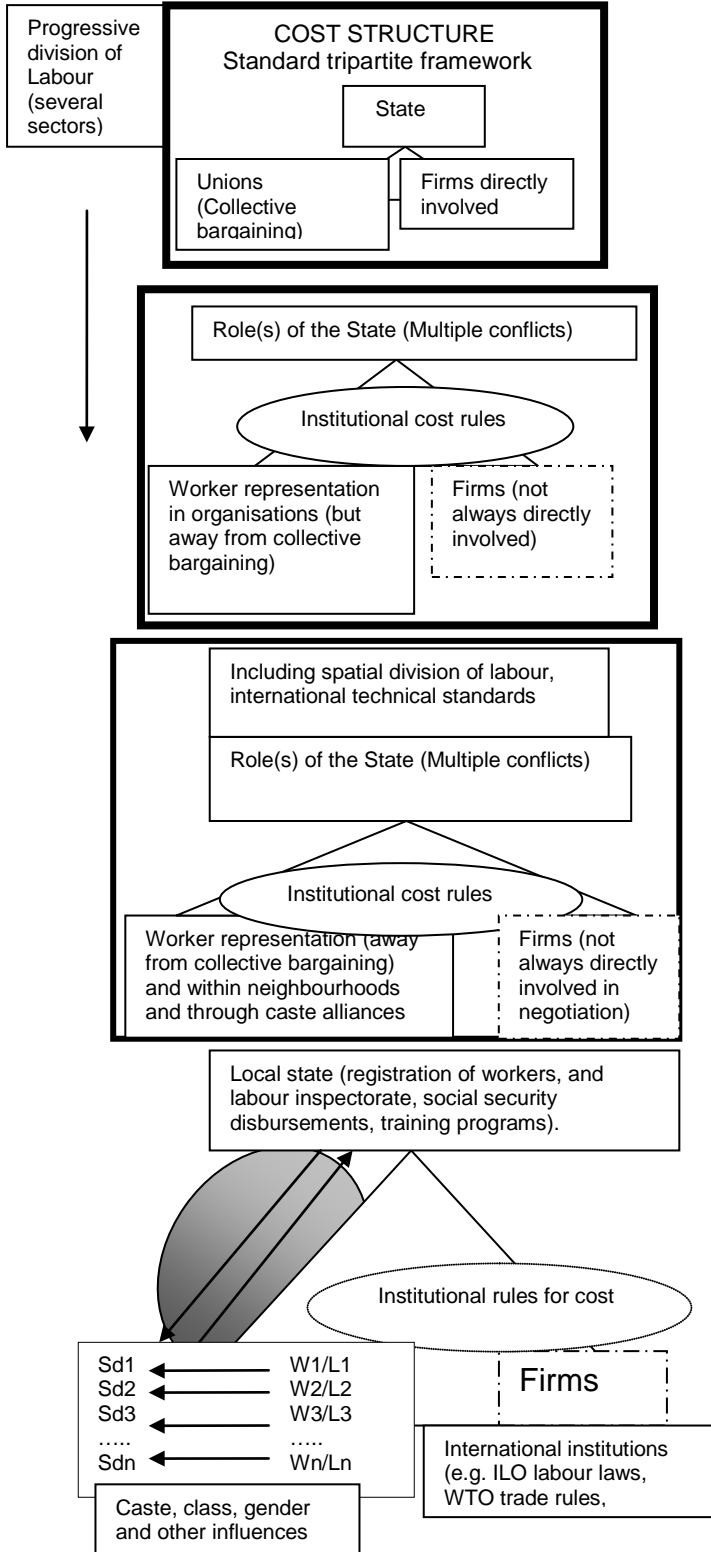 Progressive
division of
Labour
(several
sectors)
COST STRUCTURE
Standard tripartite framework
State
Unions
(Collective
bargaining)
Firms directly
involved
Role(s) of the State (Multiple conflicts)
Institutional cost rules
Worker representation
in organisations (but
away from collective
bargaining)
Firms (not
always directly
involved)
Including spatial division of labour,
international technical standards
Role(s) of the State (Multiple conflicts)
Institutional cost rules
Worker representation (away
from collective bargaining)
and within neighbourhoods
and through caste alliances
Firms (not
always directly
involved in
negotiation)
Local state (registration of workers, and
labour inspectorate, social security
disbursements, training programs).
Institutional rules for cost
Sd1 W1/L1
Sd2 W2/L2
Sd3 W3/L3
..... .....
Sdn Wn/Ln
Firms
International institutions
(e.g. ILO labour laws,
WTO trade rules,
Caste, class, gender
and other influences